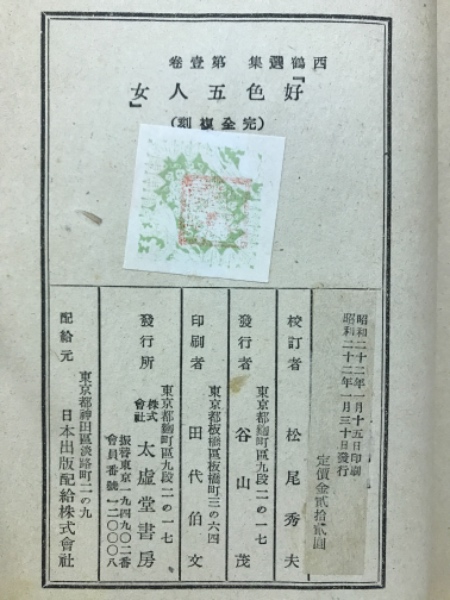 西鶴選集　第壹卷
『好色五人女』
（完全複刻）
昭和二十二年一月十五日印刷
昭和二十二年一月三十日發行
定價金貳拾貳圓
校訂者　松尾秀夫
東京都麴町區九段二ノ一七
發行者　谷山茂
東京都板橋區板橋町三ノ六四
印刷者　田代伯文
東京都麴町區九段二ノ一七
發行所　株式會社　太虛堂書房
振替東京一九四九〇二番
會員番號一二〇〇〇八
東京都神田區淡路町二ノ九
配給元　日本出版配給株式會社